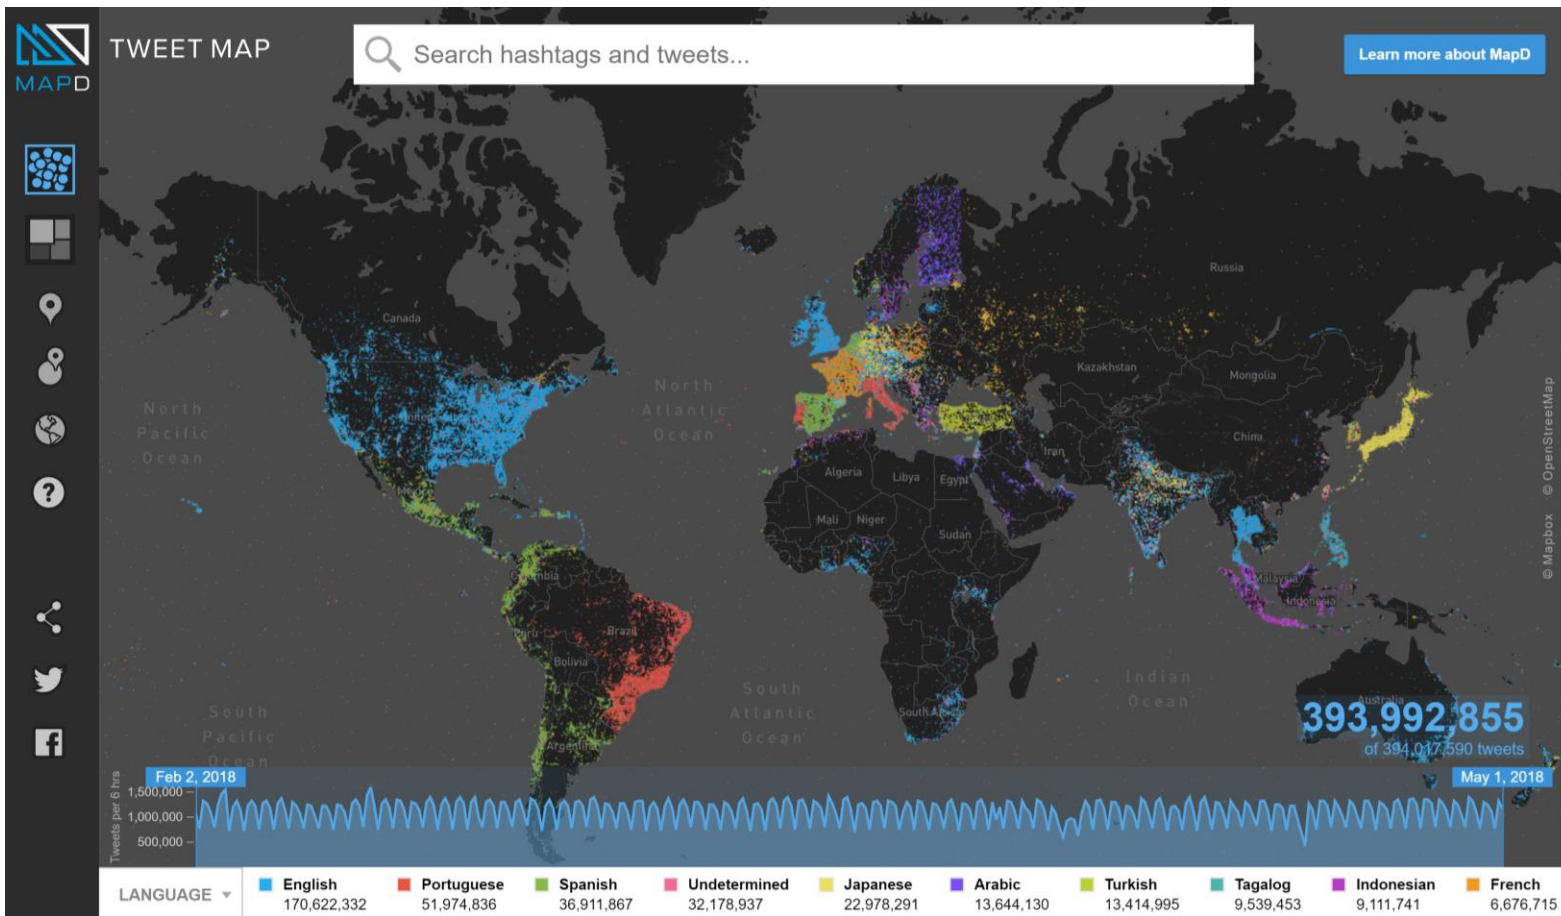 TWEET MAP
MAPD
Search hashtags and tweets...
Learn more about MapD
Russia
Canada
Kazakhstan
Mongolia
North
Atlantic
Ocean
North
Pacific
Ocean
China
Iran
Algeria
Libya
Egypt
Mali
Niger
Sudan
Colombia
Malaysia
Indonesia
Peru
Brazil
Bolivia
Indian
Ocean
South
Atlantic
Ocean
South Africa
Australia
South
Pacific
Ocean
Argentina
© Mapbox © OpenStreetMap
393,992,855
of 394,017,590 tweets
Feb 2, 2018
May 1, 2018
Tweets per 6 hrs
1,500,000
1,000,000
500,000
LANGUAGE
English
170,622,332
Portuguese
51,974,836
Spanish
36,911,867
Undetermined
32,178,937
Japanese
22,978,291
Arabic
13,644,130
Turkish
13,414,995
Tagalog
9,539,453
Indonesian
9,111,741
French
6,676,715